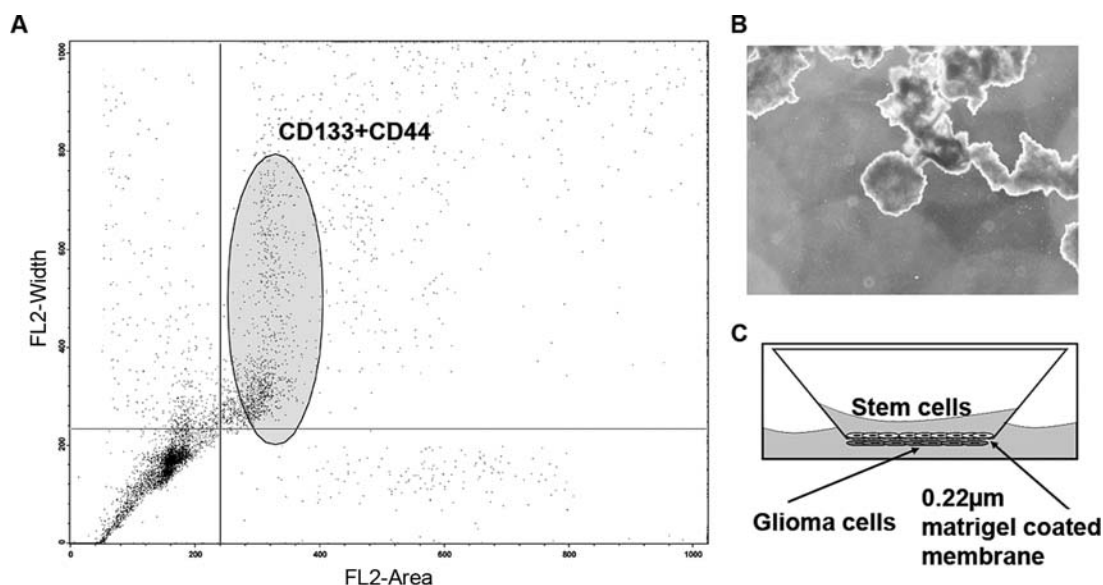 A
1000
800
600
400
200
0
FL2-Width
CD133+CD44
0
200
400
600
800
1000
FL2-Area
B
C
Stem cells
Glioma cells
0.22µm
matrigel coated
membrane